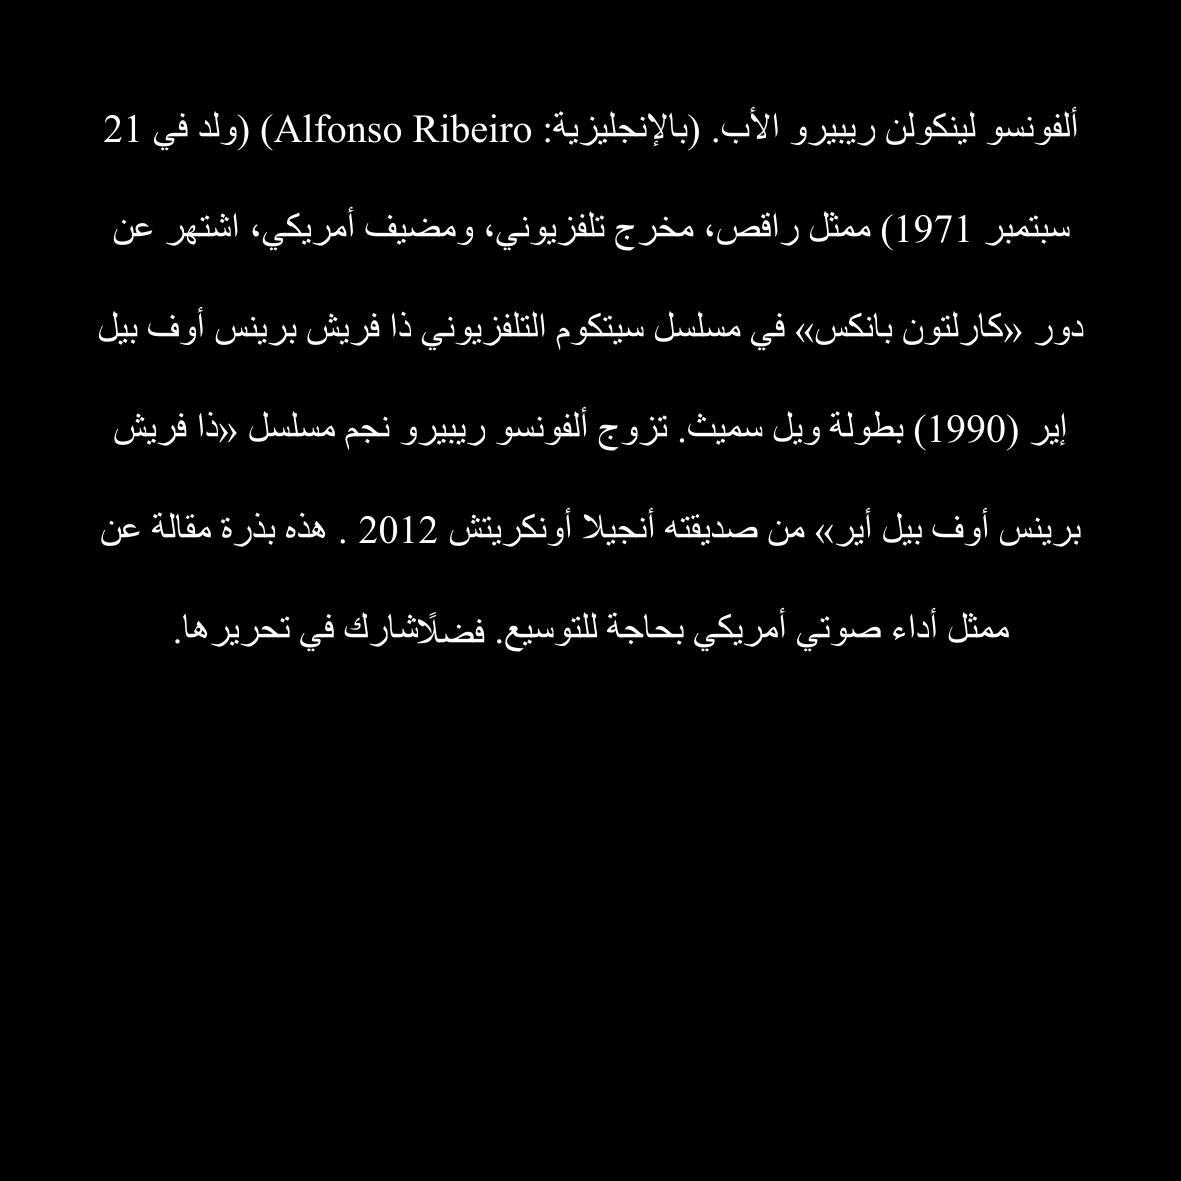 ألفونسو لينكولن ريبيرو الأب. (بالإنجليزية: Alfonso Ribeiro) (ولد في 21
سبتمبر 1971) ممثل راقص، مخرج تلفزيوني، ومضيف أمريكي، اشتهر عن
دور «كارلتون بانكس» في مسلسل سيتكوم التلفزيوني ذا فريش برينس أوف بيل
إير (1990) بطولة ويل سميث. تزوج ألفونسو ريبيرو نجم مسلسل «ذا فريش
برينس أوف بيل أير» من صديقته أنجيلا أونكريتش 2012 . هذه بذرة مقالة عن
ممثل أداء صوتي أمريكي بحاجة للتوسيع. فضلًاشارك في تحريرها.